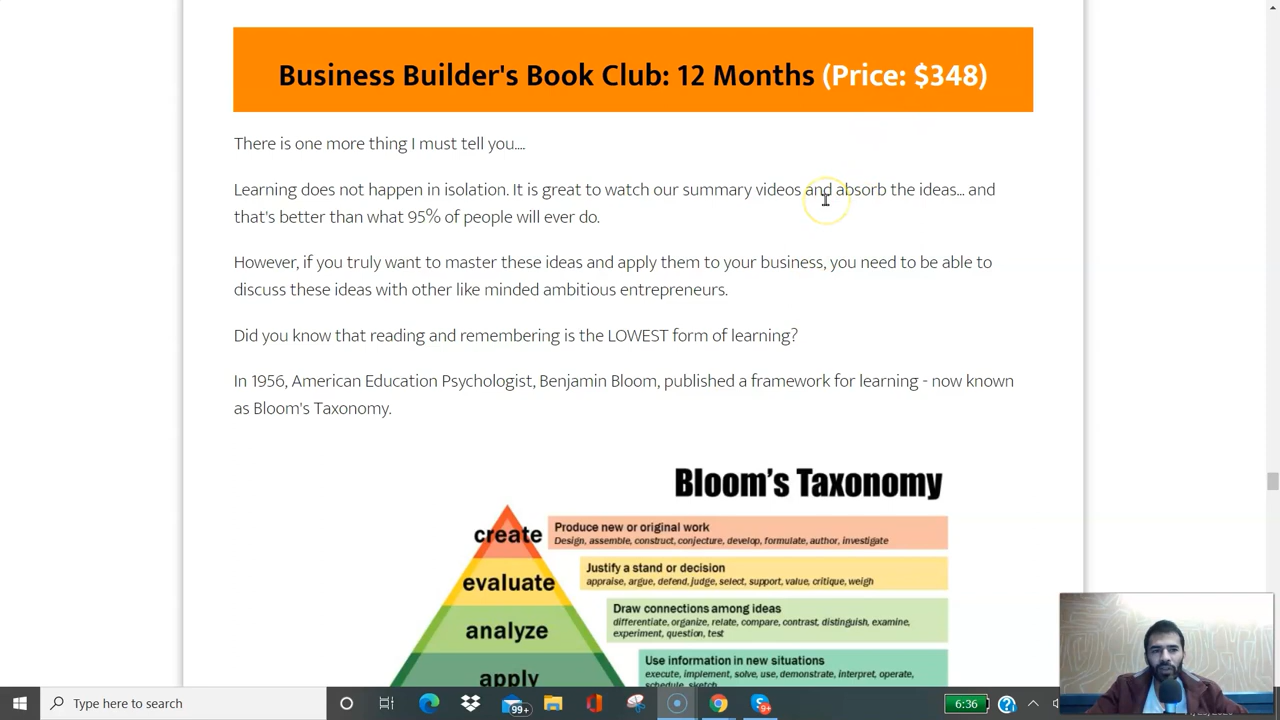 Business Builder's Book Club: 12 Months (Price: $348)
There is one more thing I must tell you....
Learning does not happen in isolation. It is great to watch our summary videos and absorb the ideas... and
that's better than what 95% of people will ever do.
However, if you truly want to master these ideas and apply them to your business, you need to be able to
discuss these ideas with other like minded ambitious entrepreneurs.
Did you know that reading and remembering is the LOWEST form of learning?
In 1956, American Education Psychologist, Benjamin Bloom, published a framework for learning - now known
as Bloom's Taxonomy.
Bloom's Taxonomy
create
Produce new or original work
Design, assemble, construct, conjecture, develop, formulate, author, investigate
evaluate
Justify a stand or decision
appraise, argue, defend, judge, select, support, value, critique, weigh
analyze
Draw connections among ideas
differentiate, organize, relate, compare, contrast, distinguish, examine,
experiment, question, test
apply
Use information in new situations
execute, implement, solve, use, demonstrate, interpret, operate,
schedule, sketch
Type here to search
99+
9+
6:36